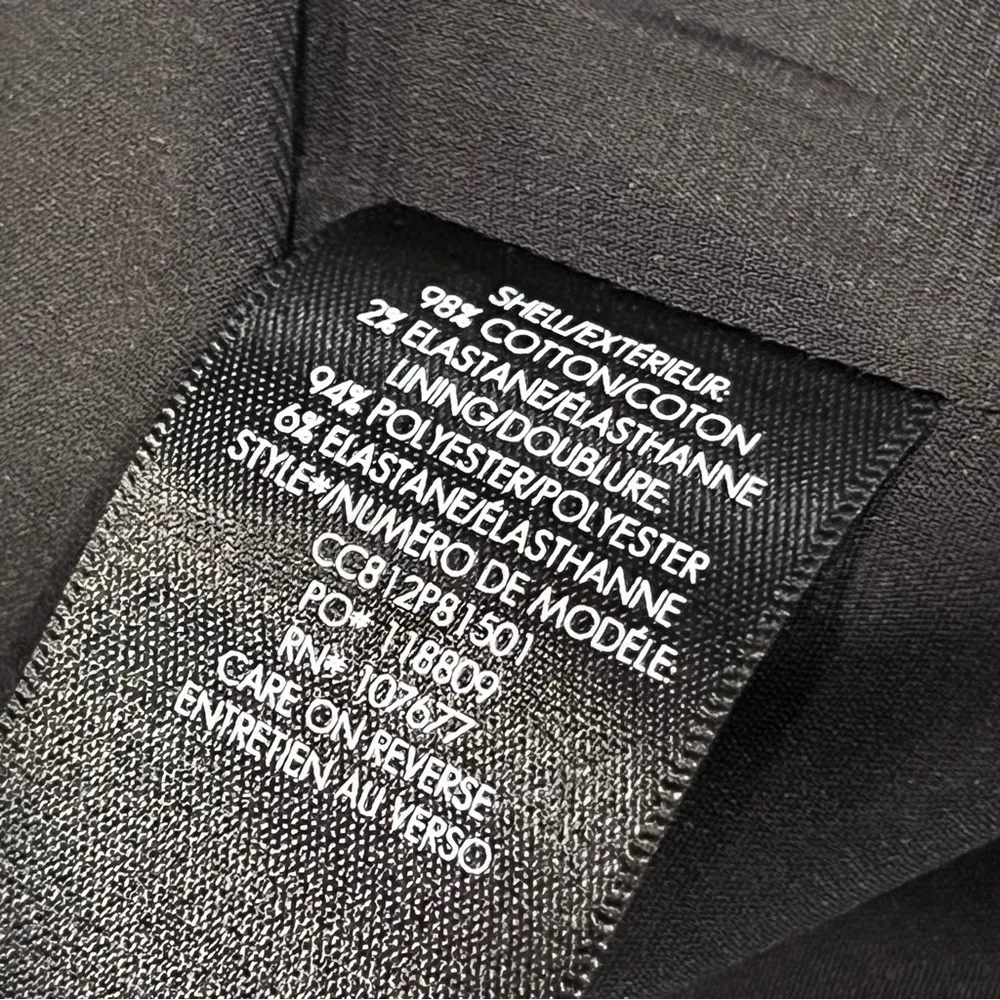 SHELL/EXTÉRIEUR:
98% COTTON/COTON
2% ELASTANE/ÉLASTHANNE
LINING/DOUBLURE:
94% POLYESTER/POLYESTER
6% ELASTANE/ÉLASTHANNE
STYLE#/NUMÉRO DE MODÉLE:
CC812P81501
PO# 118809
RN# 107677
CARE ON REVERSE
ENTRETIEN AU VERSO